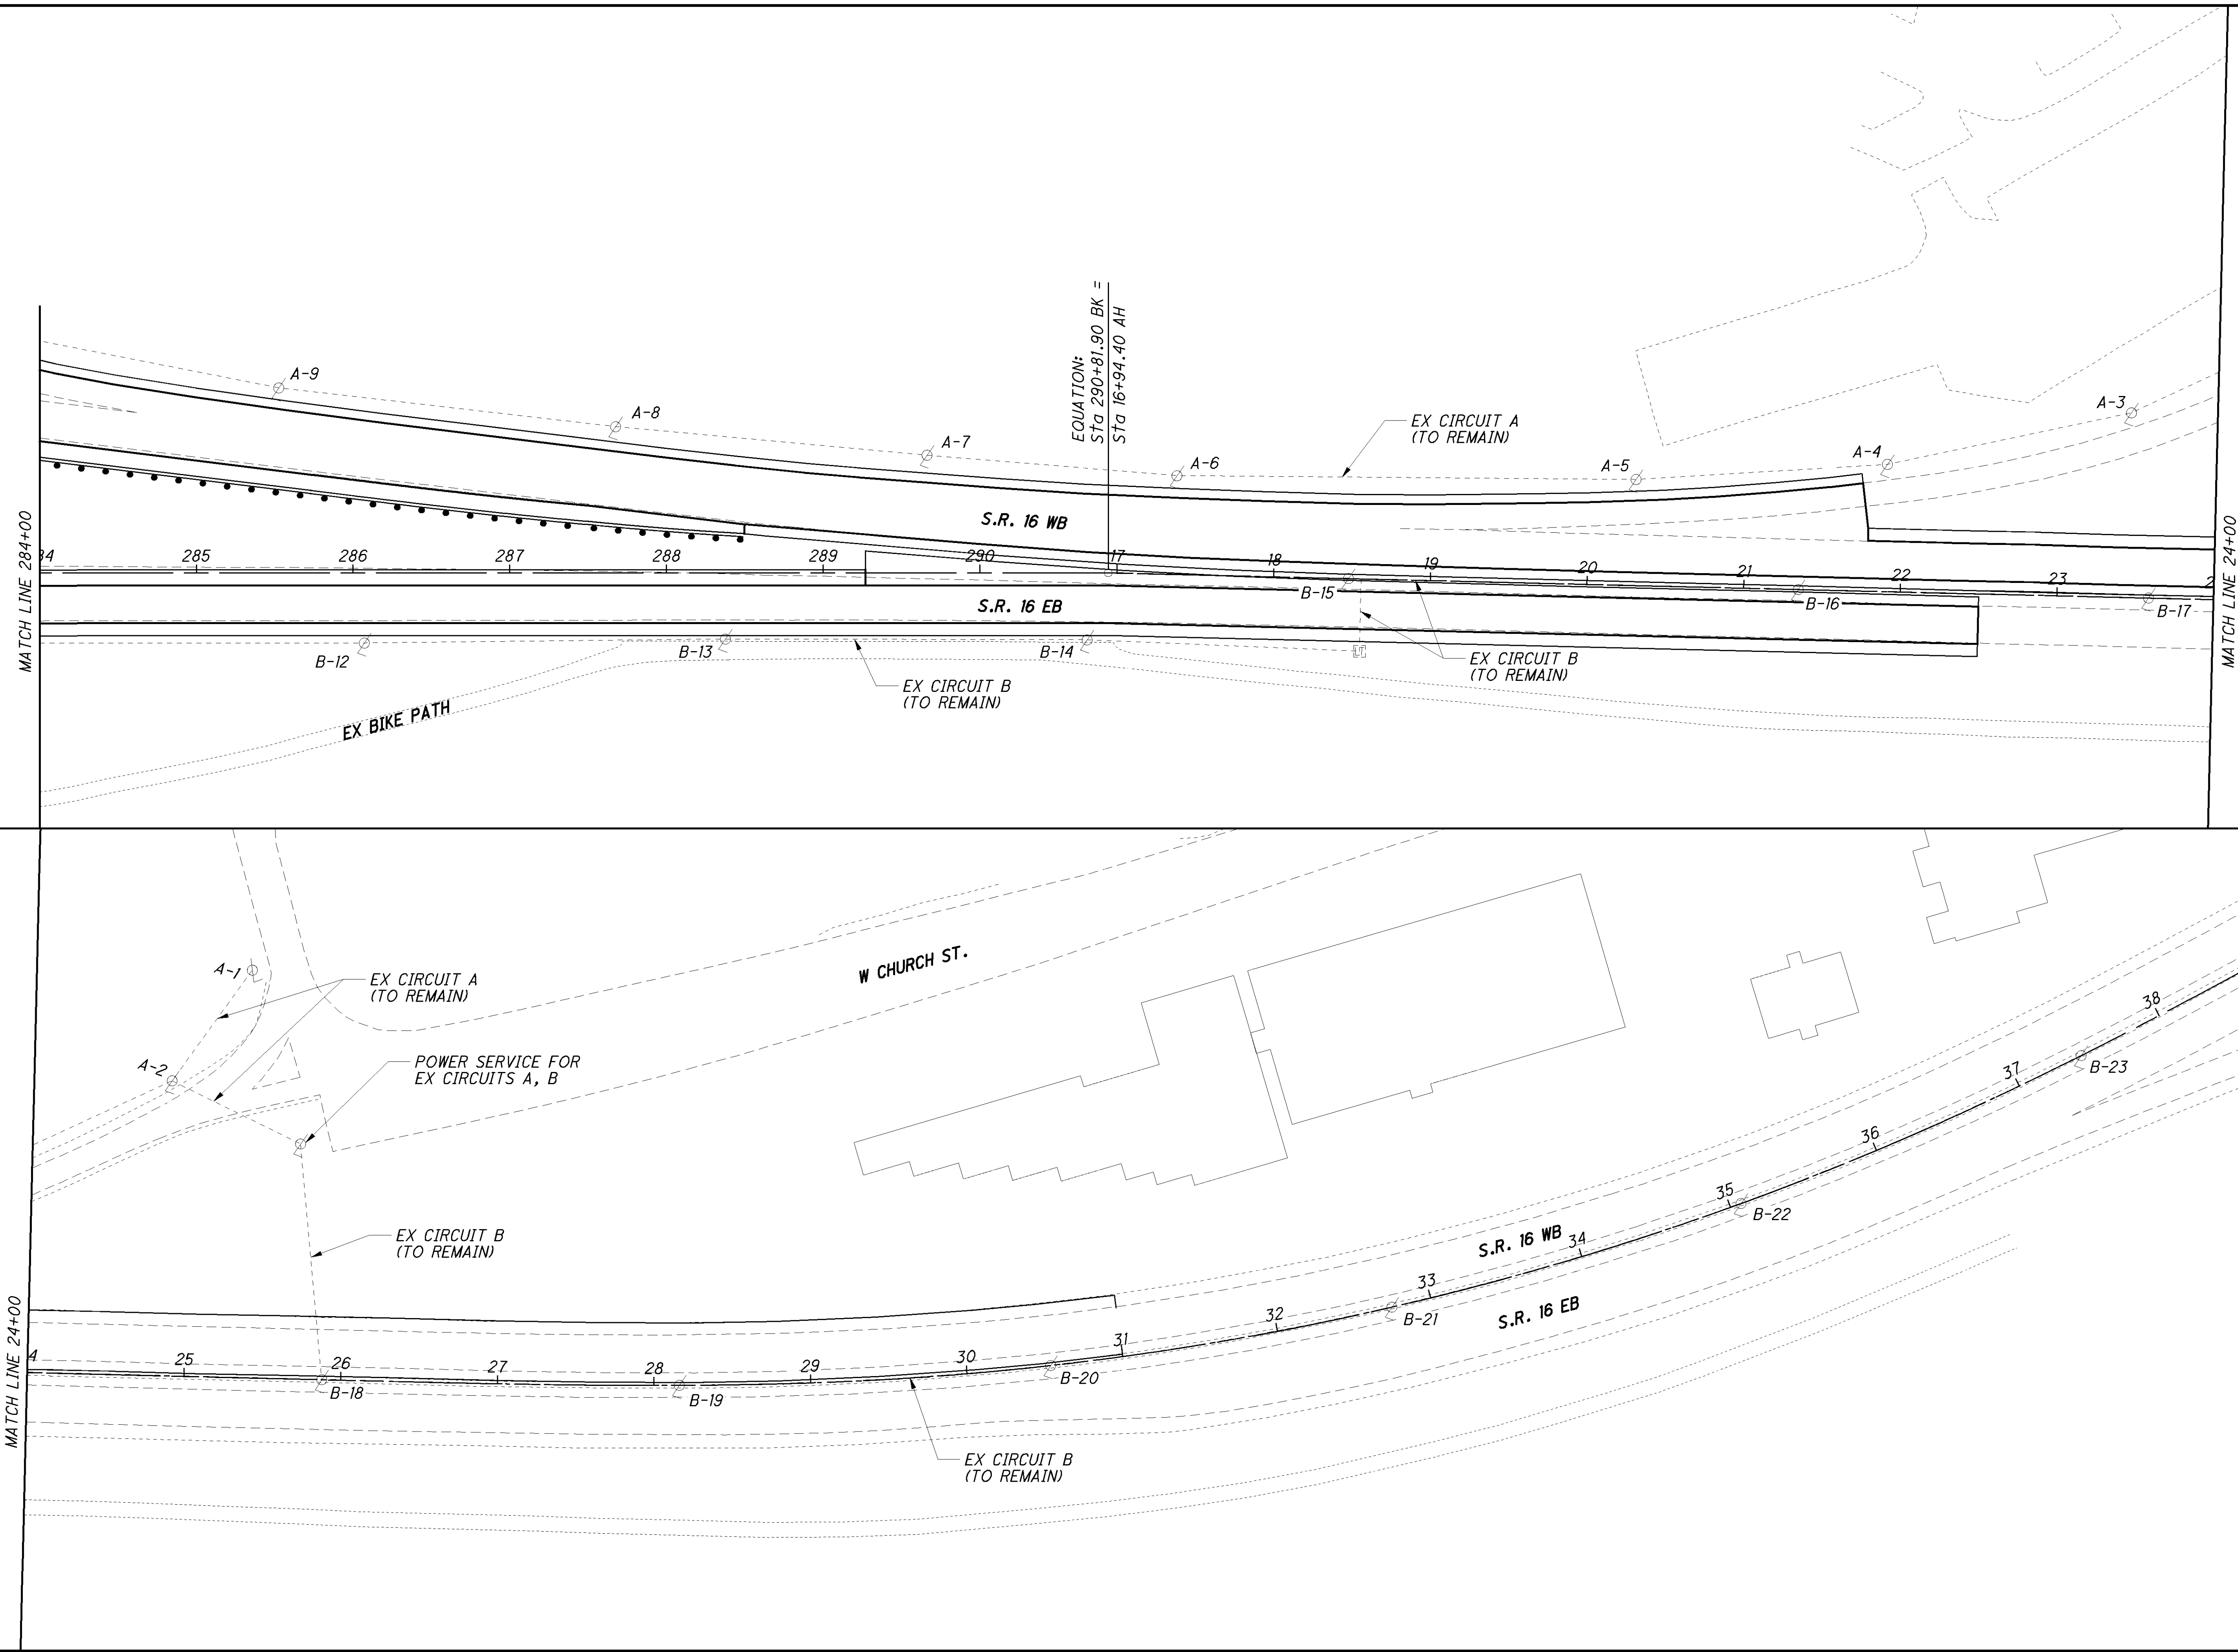 A-9
A-8
A-7
A-6
A-5
A-4
A-3
EQUATION:
Sta 290+81.90 BK =
Sta 16+94.40 AH
EX CIRCUIT A
(TO REMAIN)
S.R. 16 WB
285
286
287
288
289
290
17
18
19
20
21
22
23
S.R. 16 EB
B-12
B-13
B-14
B-15
B-16
B-17
EX CIRCUIT B
(TO REMAIN)
EX CIRCUIT B
(TO REMAIN)
EX BIKE PATH
MATCH LINE 284+00
MATCH LINE 24+00
A-1
A-2
EX CIRCUIT A
(TO REMAIN)
POWER SERVICE FOR
EX CIRCUITS A, B
W CHURCH ST.
EX CIRCUIT B
(TO REMAIN)
MATCH LINE 24+00
25
26
27
28
29
30
31
32
33
34
35
36
37
38
S.R. 16 WB
S.R. 16 EB
B-18
B-19
B-20
B-21
B-22
B-23
EX CIRCUIT B
(TO REMAIN)